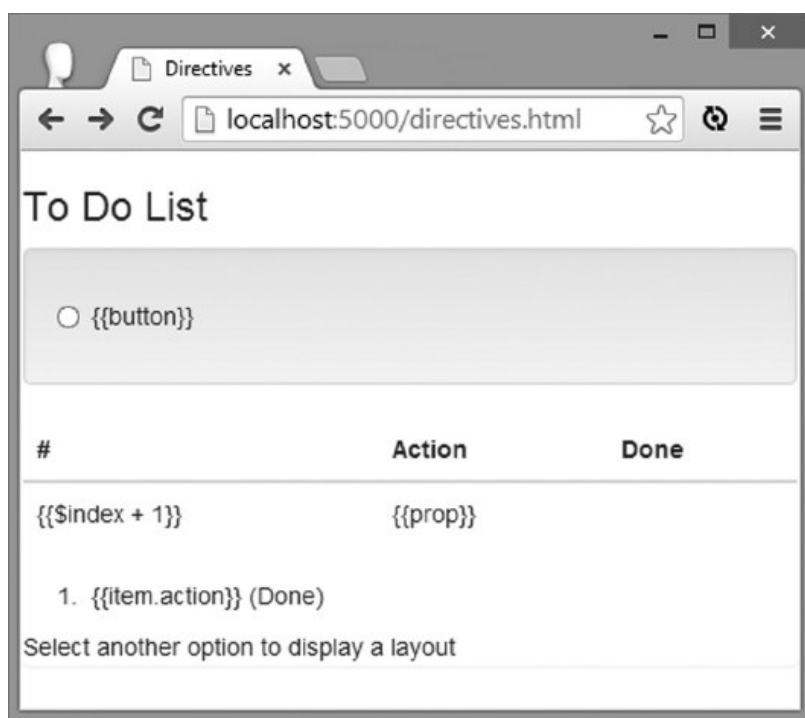 Directives
localhost:5000/directives.html
To Do List
{{button}}
# Action Done
{{$index + 1}} {{prop}}
1. {{item.action}} (Done)
Select another option to display a layout